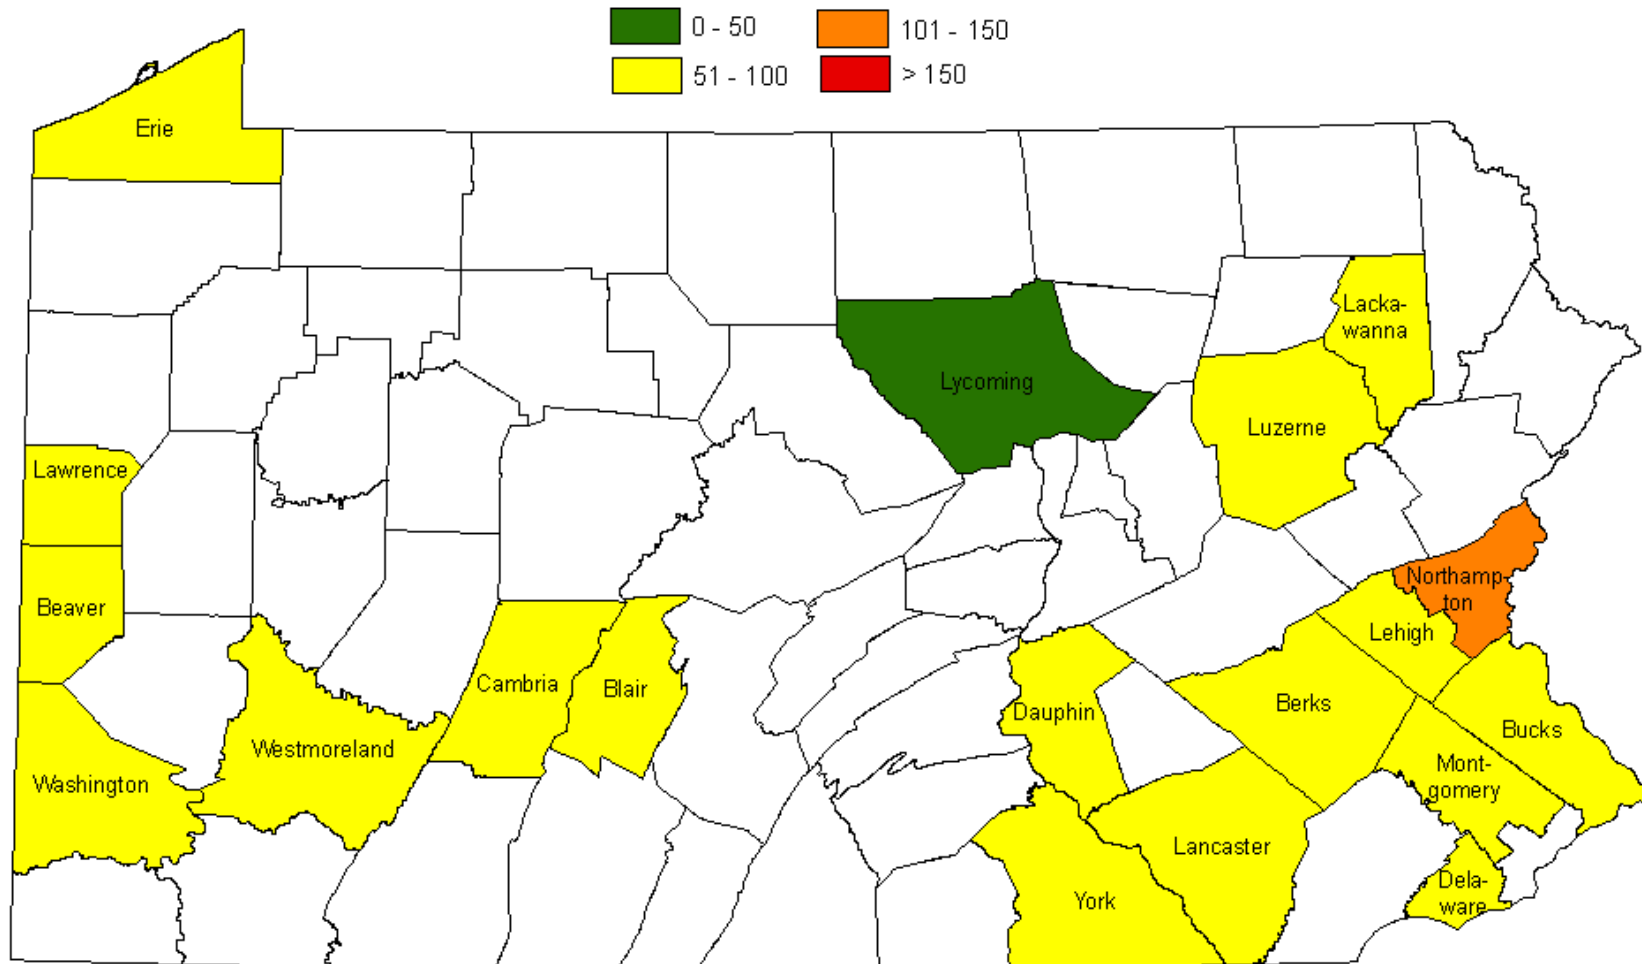 0 - 50
101 - 150
51 - 100
> 150
Erie
Lacka-
wanna
Lycoming
Luzerne
Lawrence
Northamp-
ton
Beaver
Lehigh
Cambria
Blair
Berks
Dauphin
Bucks
Westmoreland
Washington
Mont-
gomery
Lancaster
Dela-
ware
York